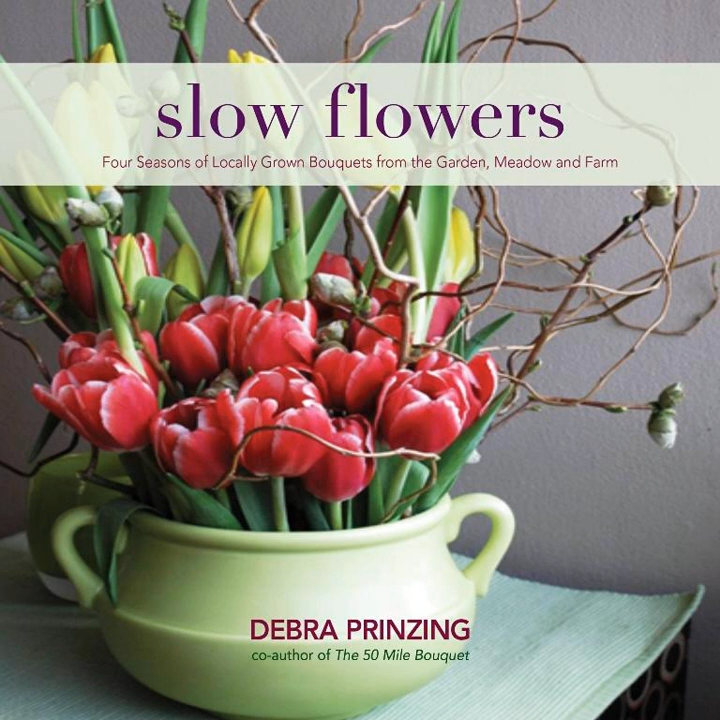 slow flowers
Four Seasons of Locally Grown Bouquets from the Garden, Meadow and Farm
DEBRA PRINZING
co-author of The 50 Mile Bouquet